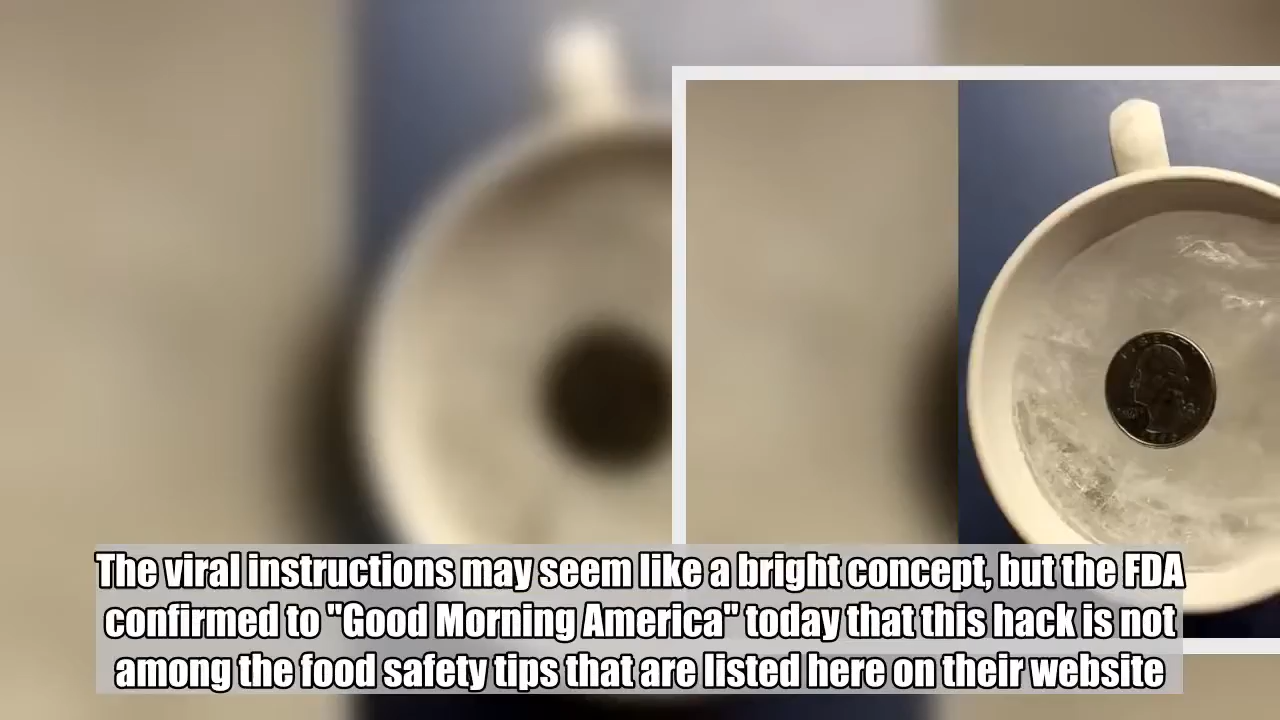 LIBERTY
The viral instructions may seem like a bright concept, but the FDA
confirmed to "Good Morning America" today that this hack is not
among the food safety tips that are listed here on their website